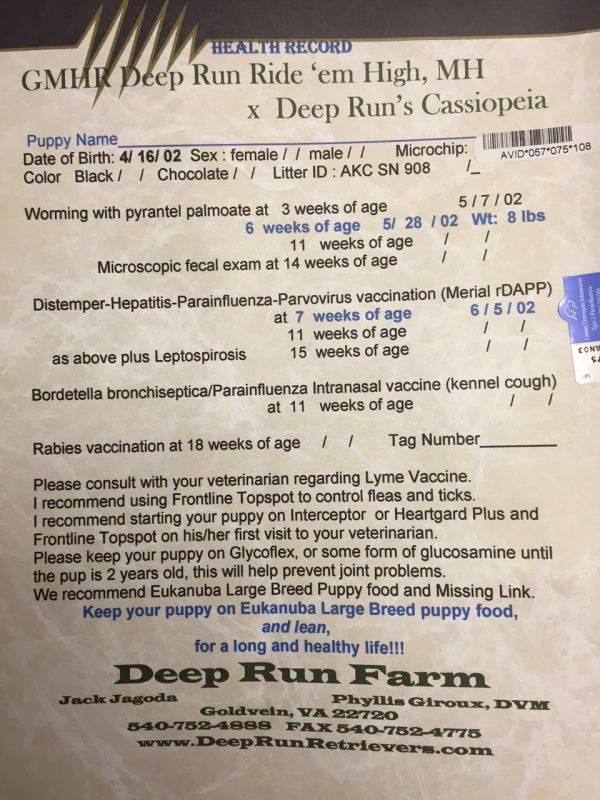 HEALTH RECORD
GMHR Deep Run Ride 'em High, MH
x Deep Run's Cassiopeia
Puppy Name
Date of Birth: 4/ 16/ 02 Sex : female / / male / / Microchip:
AVID*057*075*108
Color Black / / Chocolate / / Litter ID : AKC SN 908 /_
Worming with pyrantel palmoate at 3 weeks of age 5 / 7 / 02
6 weeks of age 5/ 28 / 02 Wt: 8 lbs
11 weeks of age / /
Microscopic fecal exam at 14 weeks of age / /
Distemper-Hepatitis-Parainfluenza-Parvovirus vaccination (Merial rDAPP)
at 7 weeks of age 6 / 5 / 02
11 weeks of age / /
as above plus Leptospirosis 15 weeks of age / /
Bordetella bronchiseptica/Parainfluenza Intranasal vaccine (kennel cough)
at 11 weeks of age / /
Rabies vaccination at 18 weeks of age / / Tag Number
Please consult with your veterinarian regarding Lyme Vaccine.
I recommend using Frontline Topspot to control fleas and ticks.
I recommend starting your puppy on Interceptor or Heartgard Plus and
Frontline Topspot on his/her first visit to your veterinarian.
Please keep your puppy on Glycoflex, or some form of glucosamine until
the pup is 2 years old, this will help prevent joint problems.
We recommend Eukanuba Large Breed Puppy food and Missing Link.
Keep your puppy on Eukanuba Large Breed puppy food,
and lean,
for a long and healthy life!!!
Deep Run Farm
Jack Jagoda Phyllis Giroux, DVM
Goldvein, VA 22720
540-752-4888 FAX 540-752-4775
www.DeepRunRetrievers.com